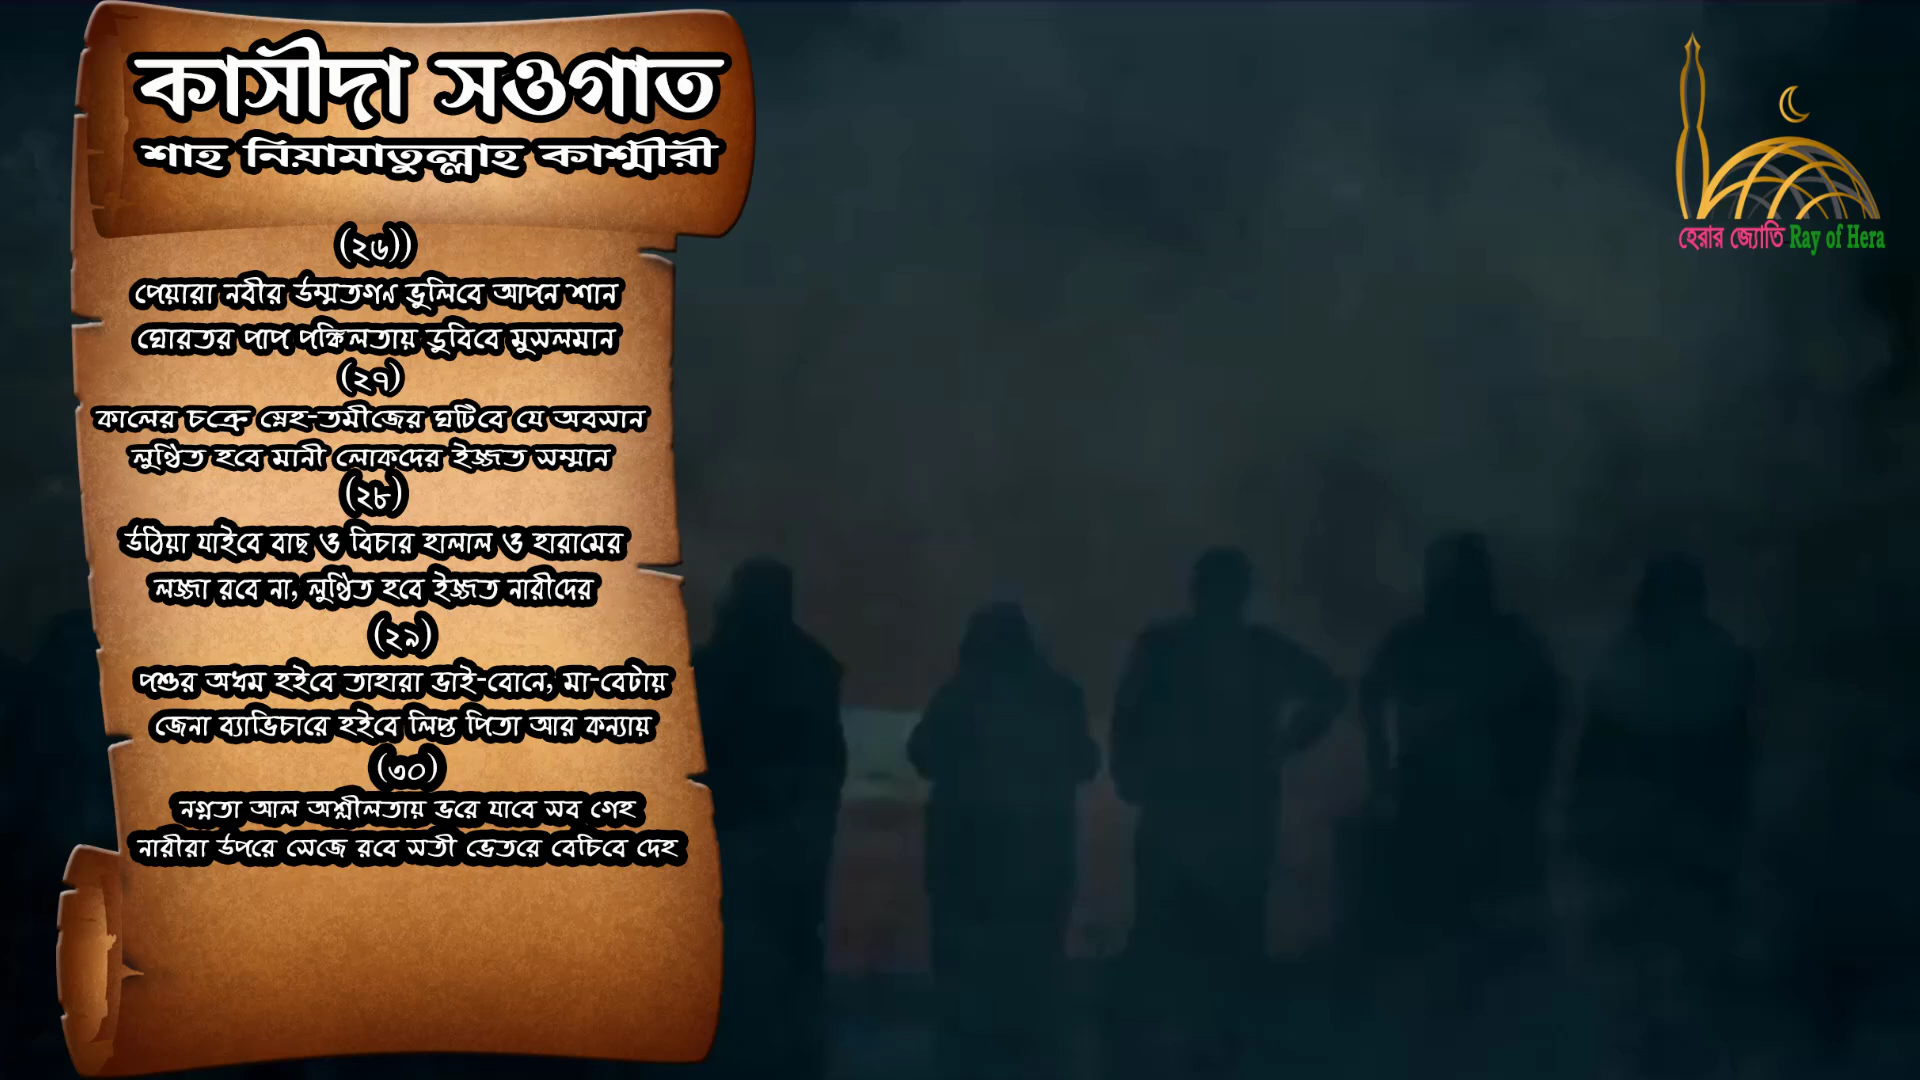 কাসীদা সওগাত
শাহ নিয়ামাতুল্লাহ কাশ্মীরী
(২৬))
পেয়ারা নবীর উম্মতগণ ভুলিবে আপন শান
ঘোরতর পাপ পঙ্কিলতায় ডুবিবে মুসলমান
(২৭)
কালের চক্রে স্নেহ-তমীজের ঘটিবে যে অবসান
লুণ্ঠিত হবে মানী লোকদের ইজ্জত সম্মান
(২৮)
উঠিয়া যাইবে বাছ ও বিচার হালাল ও হারামের
লজ্জা রবে না, লুণ্ঠিত হবে ইজ্জত নারীদের
(২৯)
পশুর অধম হইবে তাহারা ভাই-বোনে, মা-বেটায়
জেনা ব্যাভিচারে হইবে লিপ্ত পিতা আর কন্যায়
(৩০)
নগ্নতা আল অশ্লীলতায় ভরে যাবে সব গেহ
নারীরা উপরে সেজে রবে সতী ভেতরে বেচিবে দেহ
হেরার জ্যোতি Ray of Hera